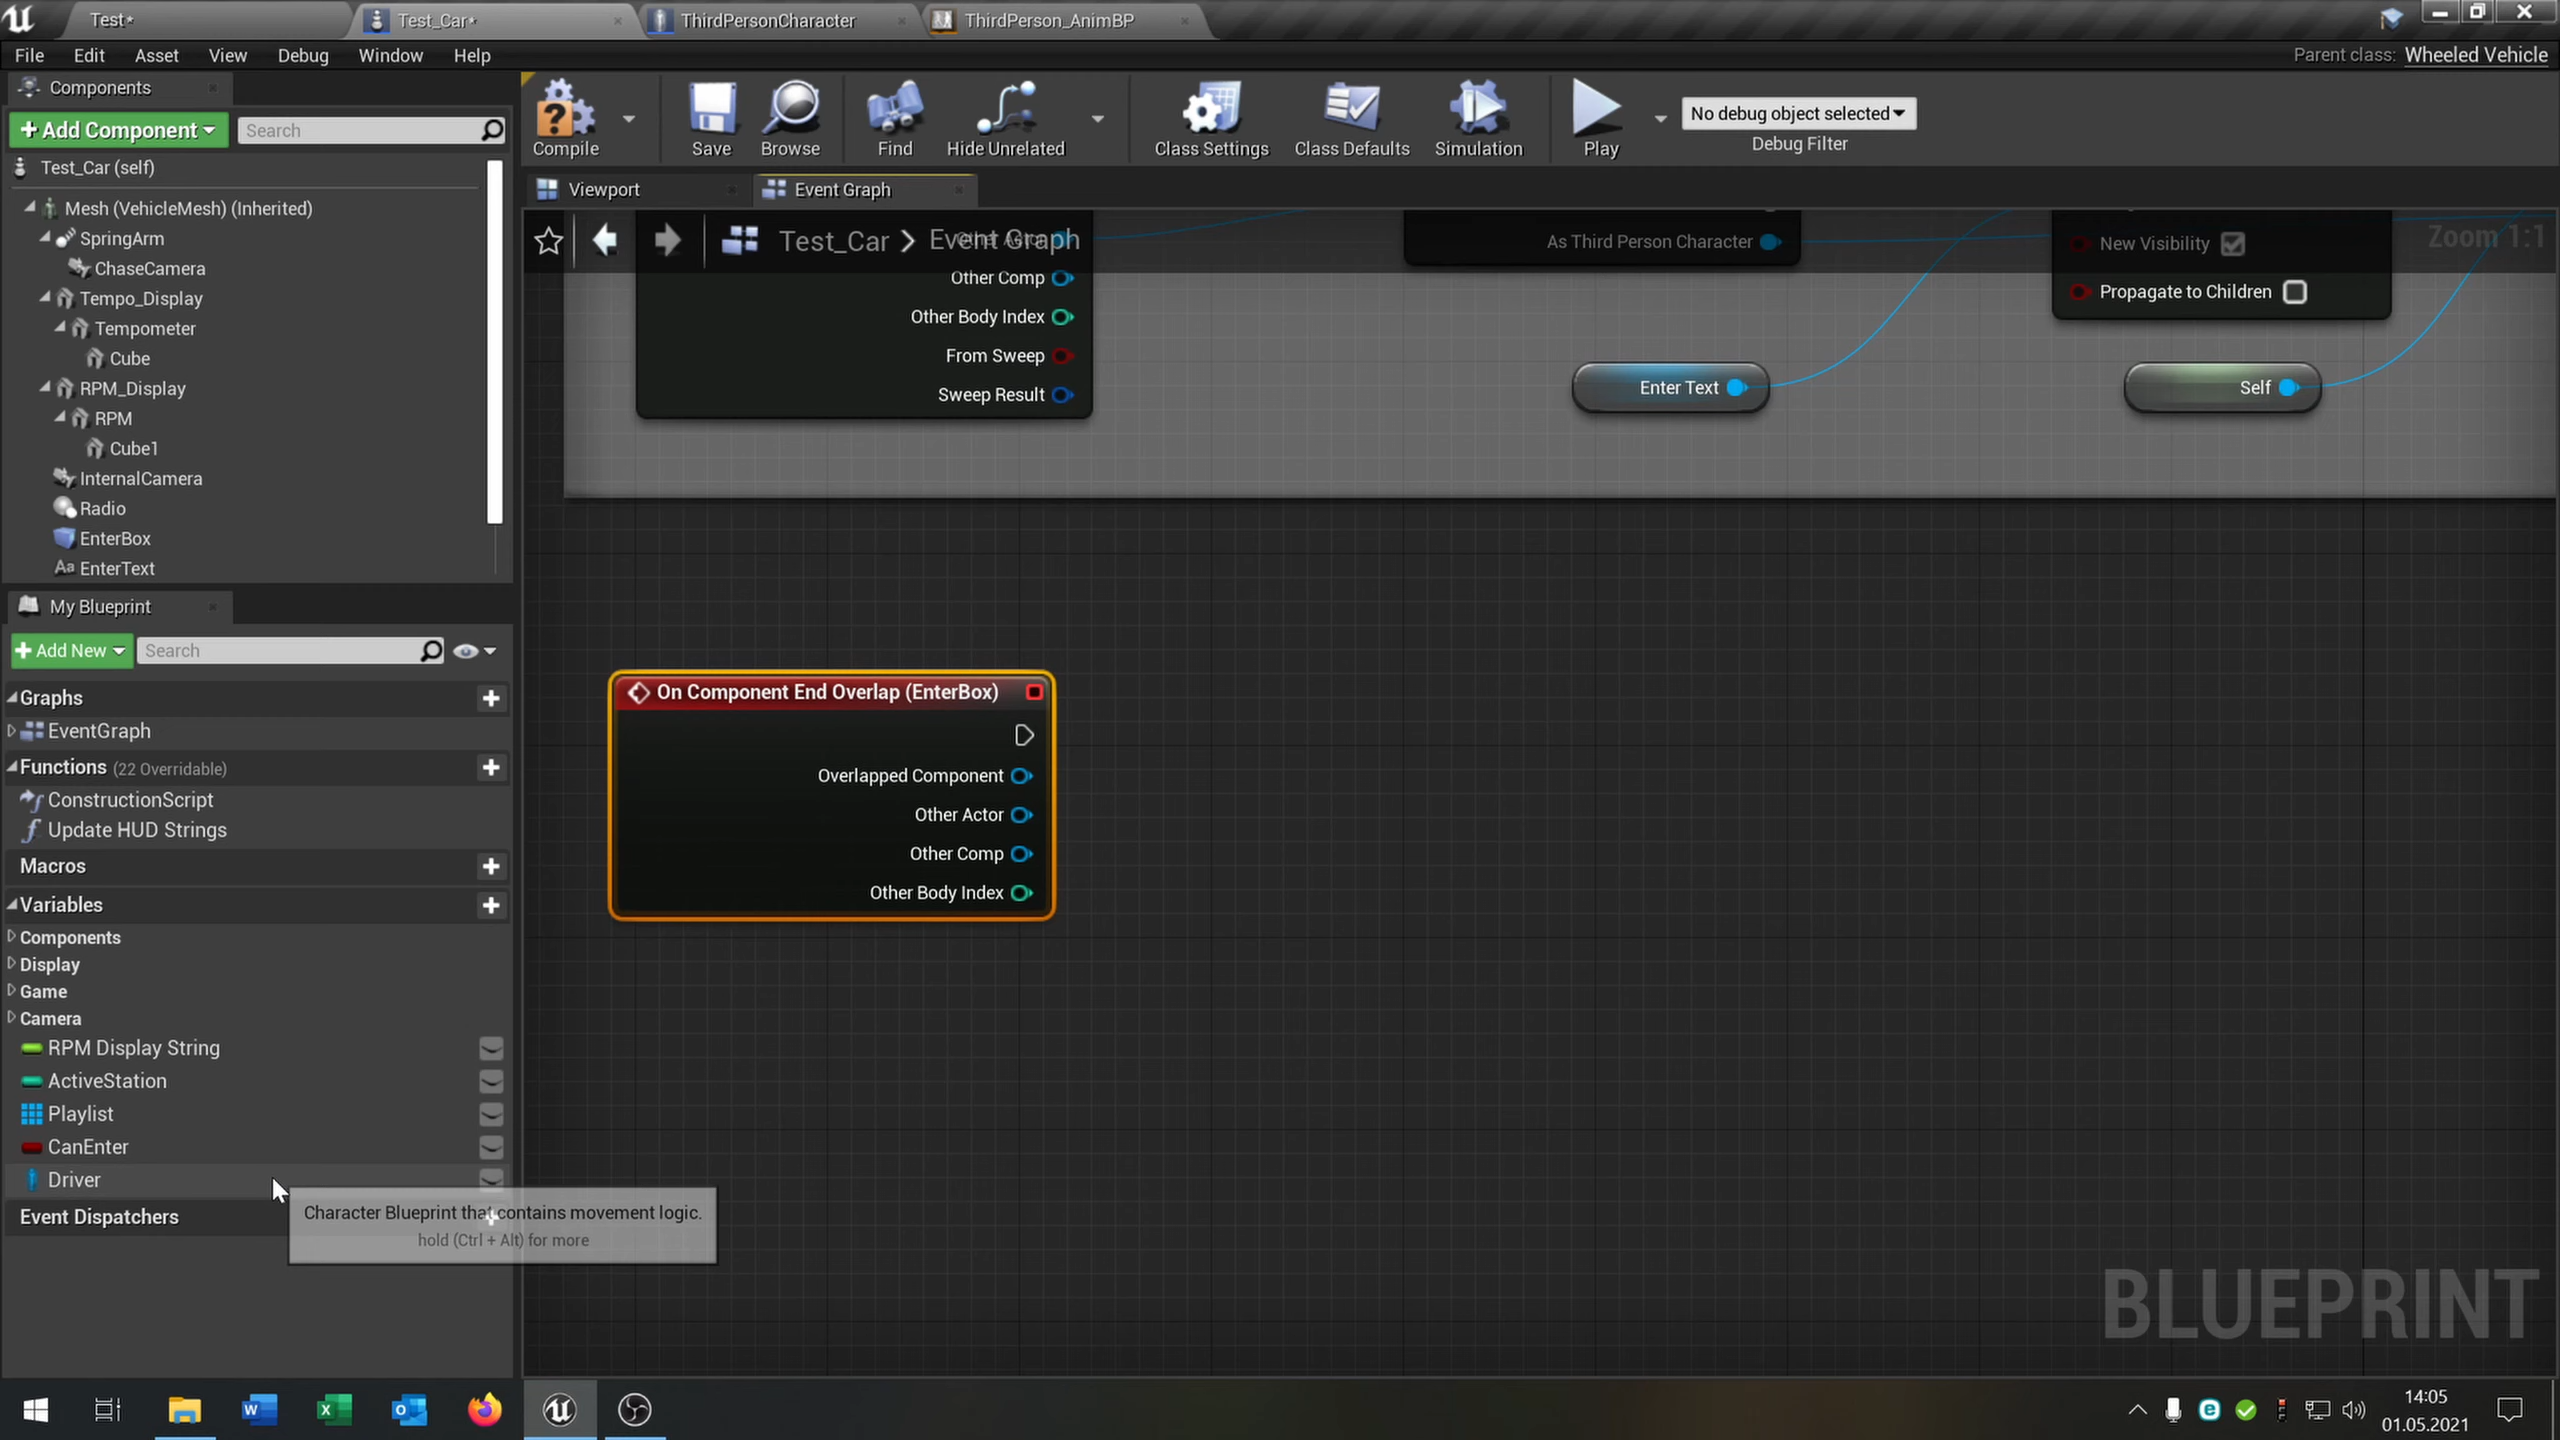 Test*
Test_Car*
ThirdPersonCharacter
ThirdPerson_AnimBP
File Edit Asset View Debug Window Help
Parent class: Wheeled Vehicle
Components
+ Add Component
Search
Compile
Save
Browse
Find
Hide Unrelated
Class Settings
Class Defaults
Simulation
Play
No debug object selected
Debug Filter
Test_Car (self)
Mesh (VehicleMesh) (Inherited)
SpringArm
ChaseCamera
Tempo_Display
Tempometer
Cube
RPM_Display
RPM
Cube1
InternalCamera
Radio
EnterBox
Aa EnterText
Viewport
Event Graph
Test_Car > Event Graph
Zoom 1:1
Other Actor
Other Comp
Other Body Index
From Sweep
Sweep Result
As Third Person Character
New Visibility
Propagate to Children
Enter Text
Self
My Blueprint
+ Add New
Search
Graphs
EventGraph
Functions (22 Overridable)
ConstructionScript
Update HUD Strings
Macros
Variables
Components
Display
Game
Camera
RPM Display String
ActiveStation
Playlist
CanEnter
Driver
Event Dispatchers
Character Blueprint that contains movement logic.
hold (Ctrl + Alt) for more
On Component End Overlap (EnterBox)
Overlapped Component
Other Actor
Other Comp
Other Body Index
BLUEPRINT
14:05
01.05.2021